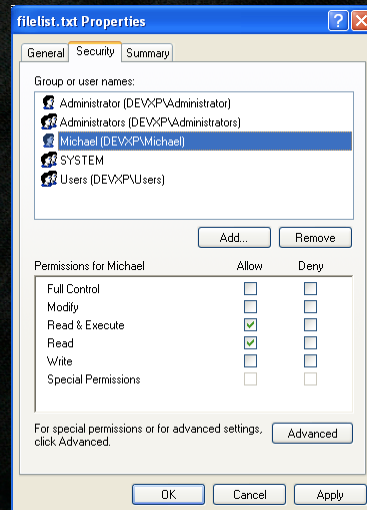 filelist.txt Properties
General Security Summary
Group or user names:
Administrator (DEVXP\Administrator)
Administrators (DEVXP\Administrators)
Michael (DEVXP\Michael)
SYSTEM
Users (DEVXP\Users)
Add... Remove
Permissions for Michael Allow Deny
Full Control
Modify
Read & Execute
Read
Write
Special Permissions
For special permissions or for advanced settings,
click Advanced.
Advanced
OK Cancel Apply